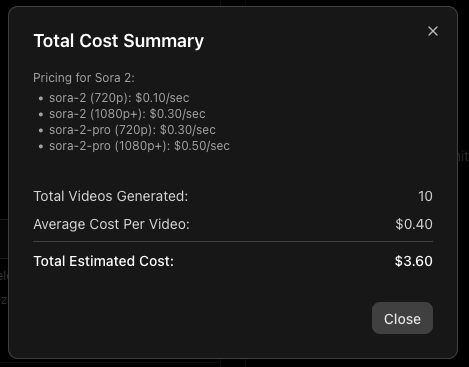 Total Cost Summary
Pricing for Sora 2:
• sora-2 (720p): $0.10/sec
• sora-2 (1080p+): $0.30/sec
• sora-2-pro (720p): $0.30/sec
• sora-2-pro (1080p+): $0.50/sec
Total Videos Generated: 10
Average Cost Per Video: $0.40
Total Estimated Cost: $3.60
Close